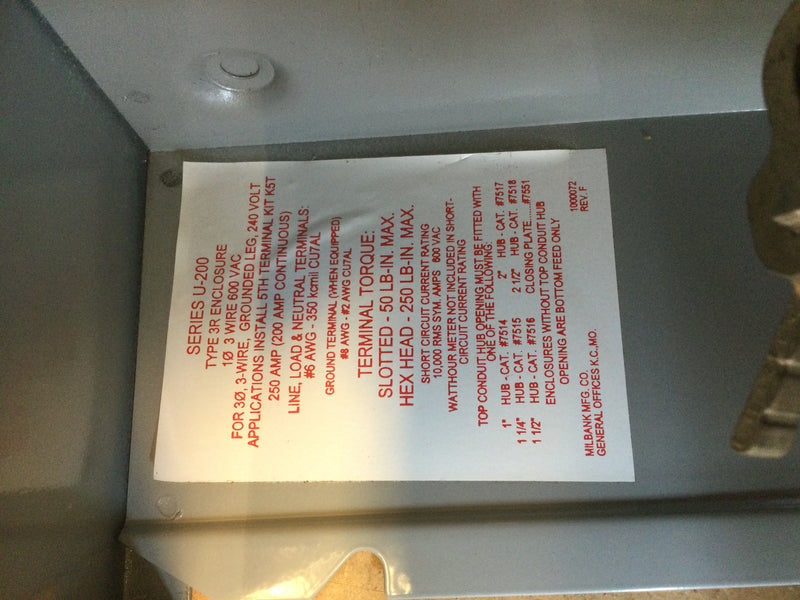 SERIES U-200
TYPE 3R ENCLOSURE
1Ø 3 WIRE 600 VAC
FOR 3Ø, 3-WIRE, GROUNDED LEG, 240 VOLT
APPLICATIONS INSTALL 5TH TERMINAL KIT K5T
250 AMP (200 AMP CONTINUOUS)
LINE, LOAD & NEUTRAL TERMINALS:
#6 AWG - 350 kcmil CU7AL
GROUND TERMINAL (WHEN EQUIPPED)
#8 AWG - #2 AWG CU7AL
TERMINAL TORQUE:
SLOTTED - 50 LB-IN. MAX.
HEX HEAD - 250 LB-IN. MAX.
SHORT CIRCUIT CURRENT RATING
10,000 RMS SYM. AMPS 600 VAC
WATTHOUR METER NOT INCLUDED IN SHORT-
CIRCUIT CURRENT RATING
TOP CONDUIT HUB OPENING MUST BE FITTED WITH
ONE OF THE FOLLOWING:
1" HUB - CAT. #7514 2" HUB - CAT. #7517
1 1/4" HUB - CAT. #7515 2 1/2" HUB - CAT. #7518
1 1/2" HUB - CAT. #7516 CLOSING PLATE.....#7551
ENCLOSURES WITHOUT TOP CONDUIT HUB
OPENING ARE BOTTOM FEED ONLY
MILBANK MFG. CO. 1000072
GENERAL OFFICES K.C.,MO. REV. F